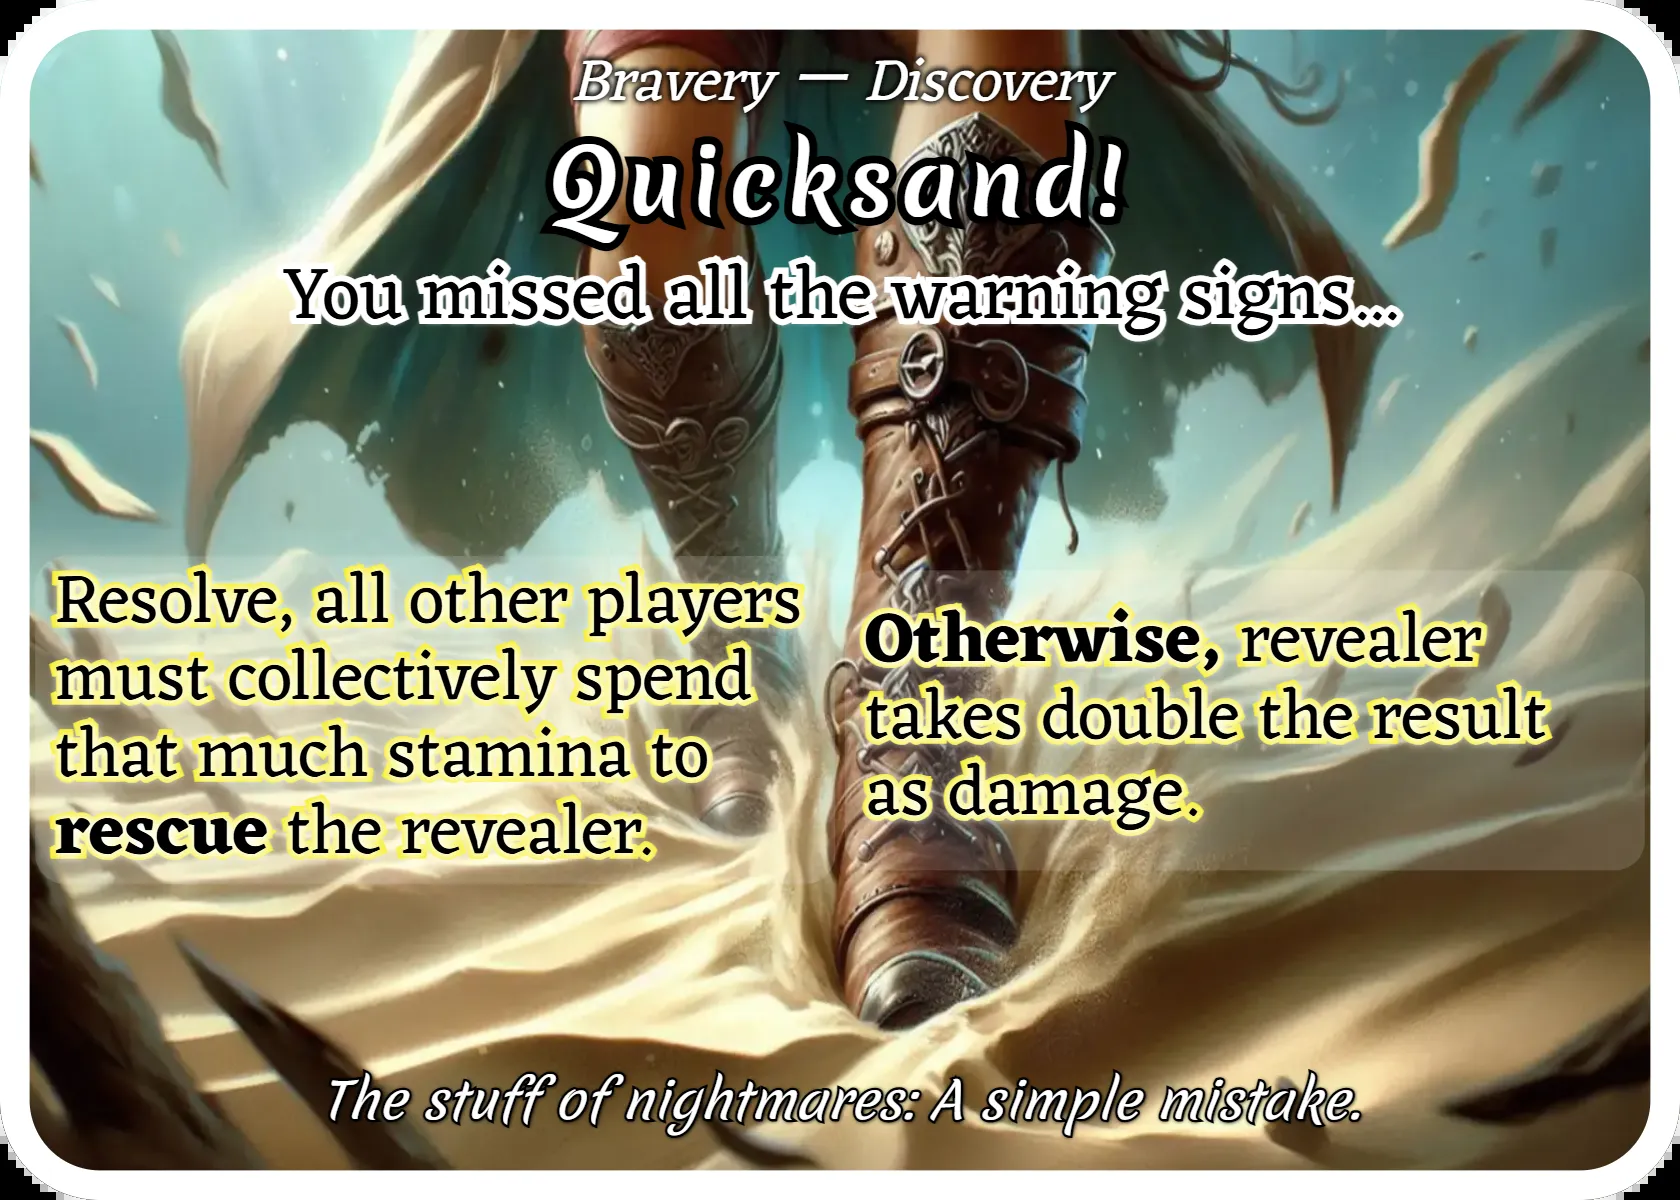 Bravery — Discovery
Quicksand!
You missed all the warning signs...
Resolve, all other players
must collectively spend
that much stamina to
rescue the revealer.
Otherwise, revealer
takes double the result
as damage.
The stuff of nightmares: A simple mistake.